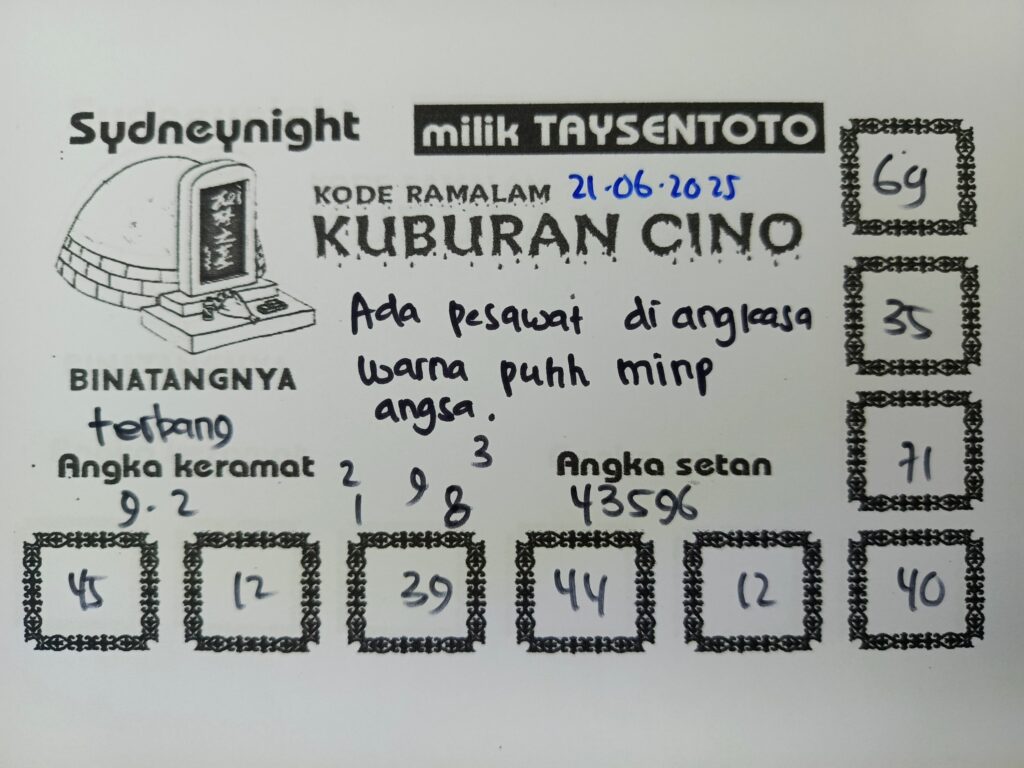 Sydneynight
milik TAYSENTOTO
KODE RAMALAM 21.06.2025
KUBURAN CINO
Ada pesawat di angkasa
warna putih mirip
angsa.
BINATANGNYA
terbang
Angka keramat
9.2
2 3
1 9 8
Angka setan
43596
69
35
71
45 12 39 44 12 40